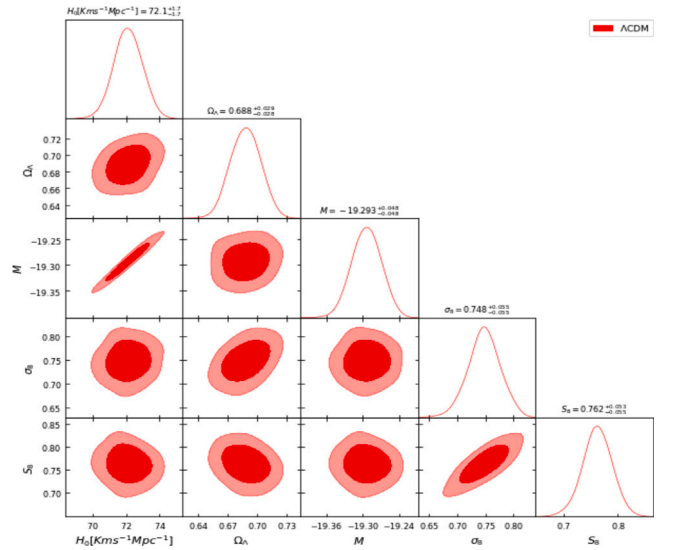 H₀[Kms⁻¹Mpc⁻¹] = 72.1⁺¹·⁷₋₁.₇
ΛCDM
Ω_Λ = 0.688^{+0.029}_{−0.028}
0.72
0.70
0.68
0.66
0.64
Ω_Λ
M = −19.293^{+0.048}_{−0.048}
−19.25
−19.30
−19.35
M
σ₈ = 0.748^{+0.055}_{−0.055}
0.80
0.75
0.70
0.65
σ₈
S₈ = 0.762^{+0.053}_{−0.055}
0.85
0.80
0.75
0.70
S₈
70 72 74 0.64 0.67 0.70 0.73 −19.36 −19.30 −19.24 0.65 0.70 0.75 0.80 0.7 0.8
H₀[Kms⁻¹Mpc⁻¹] Ω_Λ M σ₈ S₈